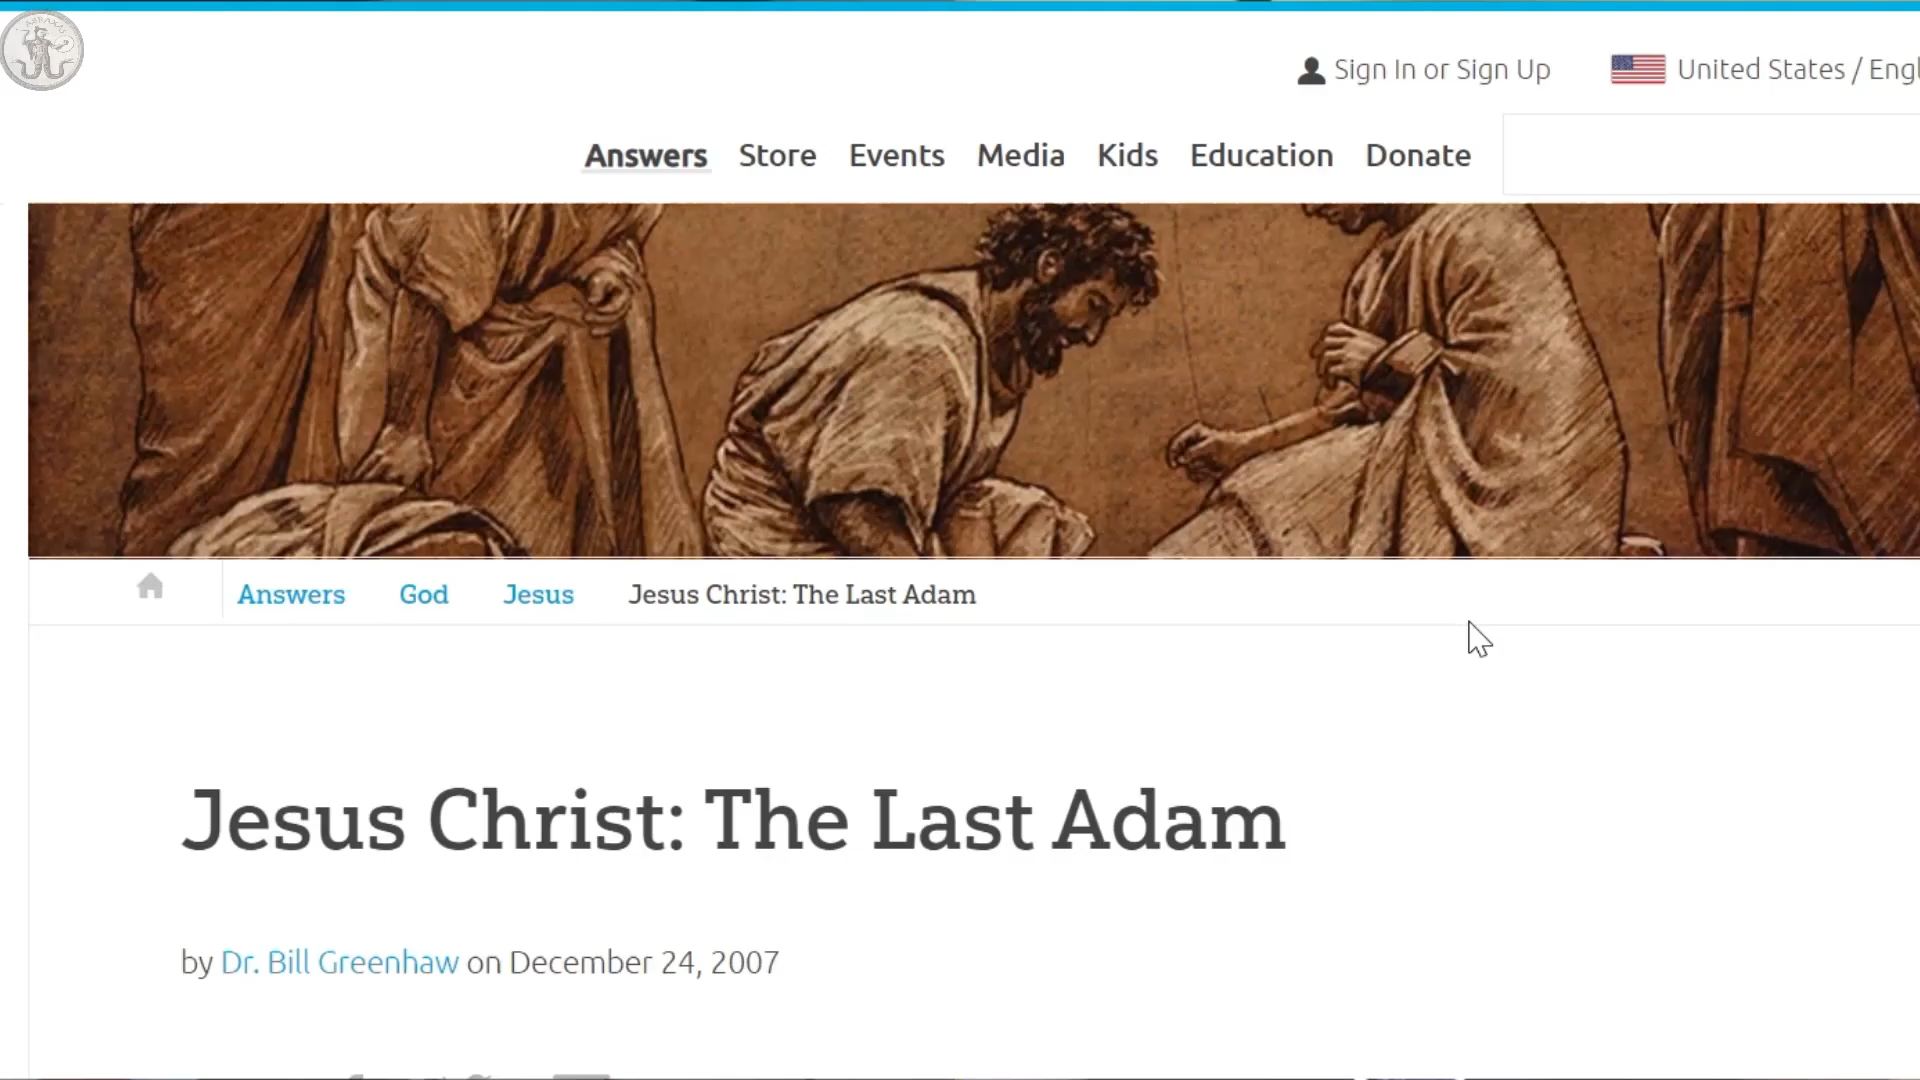 Sign In or Sign Up
United States /
Answers Store Events Media Kids Education Donate
Answers God Jesus Jesus Christ: The Last Adam
Jesus Christ: The Last Adam
by Dr. Bill Greenhaw on December 24, 2007